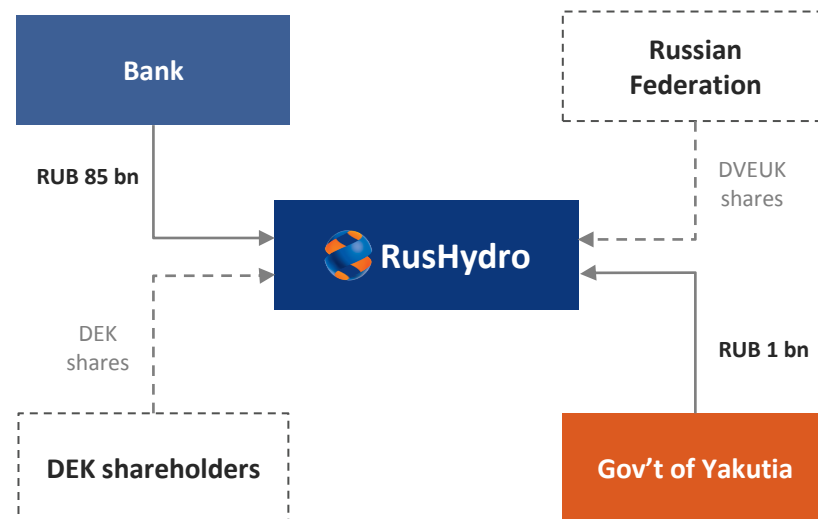 Bank
Russian
Federation
RUB 85 bn
DVEUK
shares
RusHydro
DEK
shares
RUB 1 bn
DEK shareholders
Gov't of Yakutia